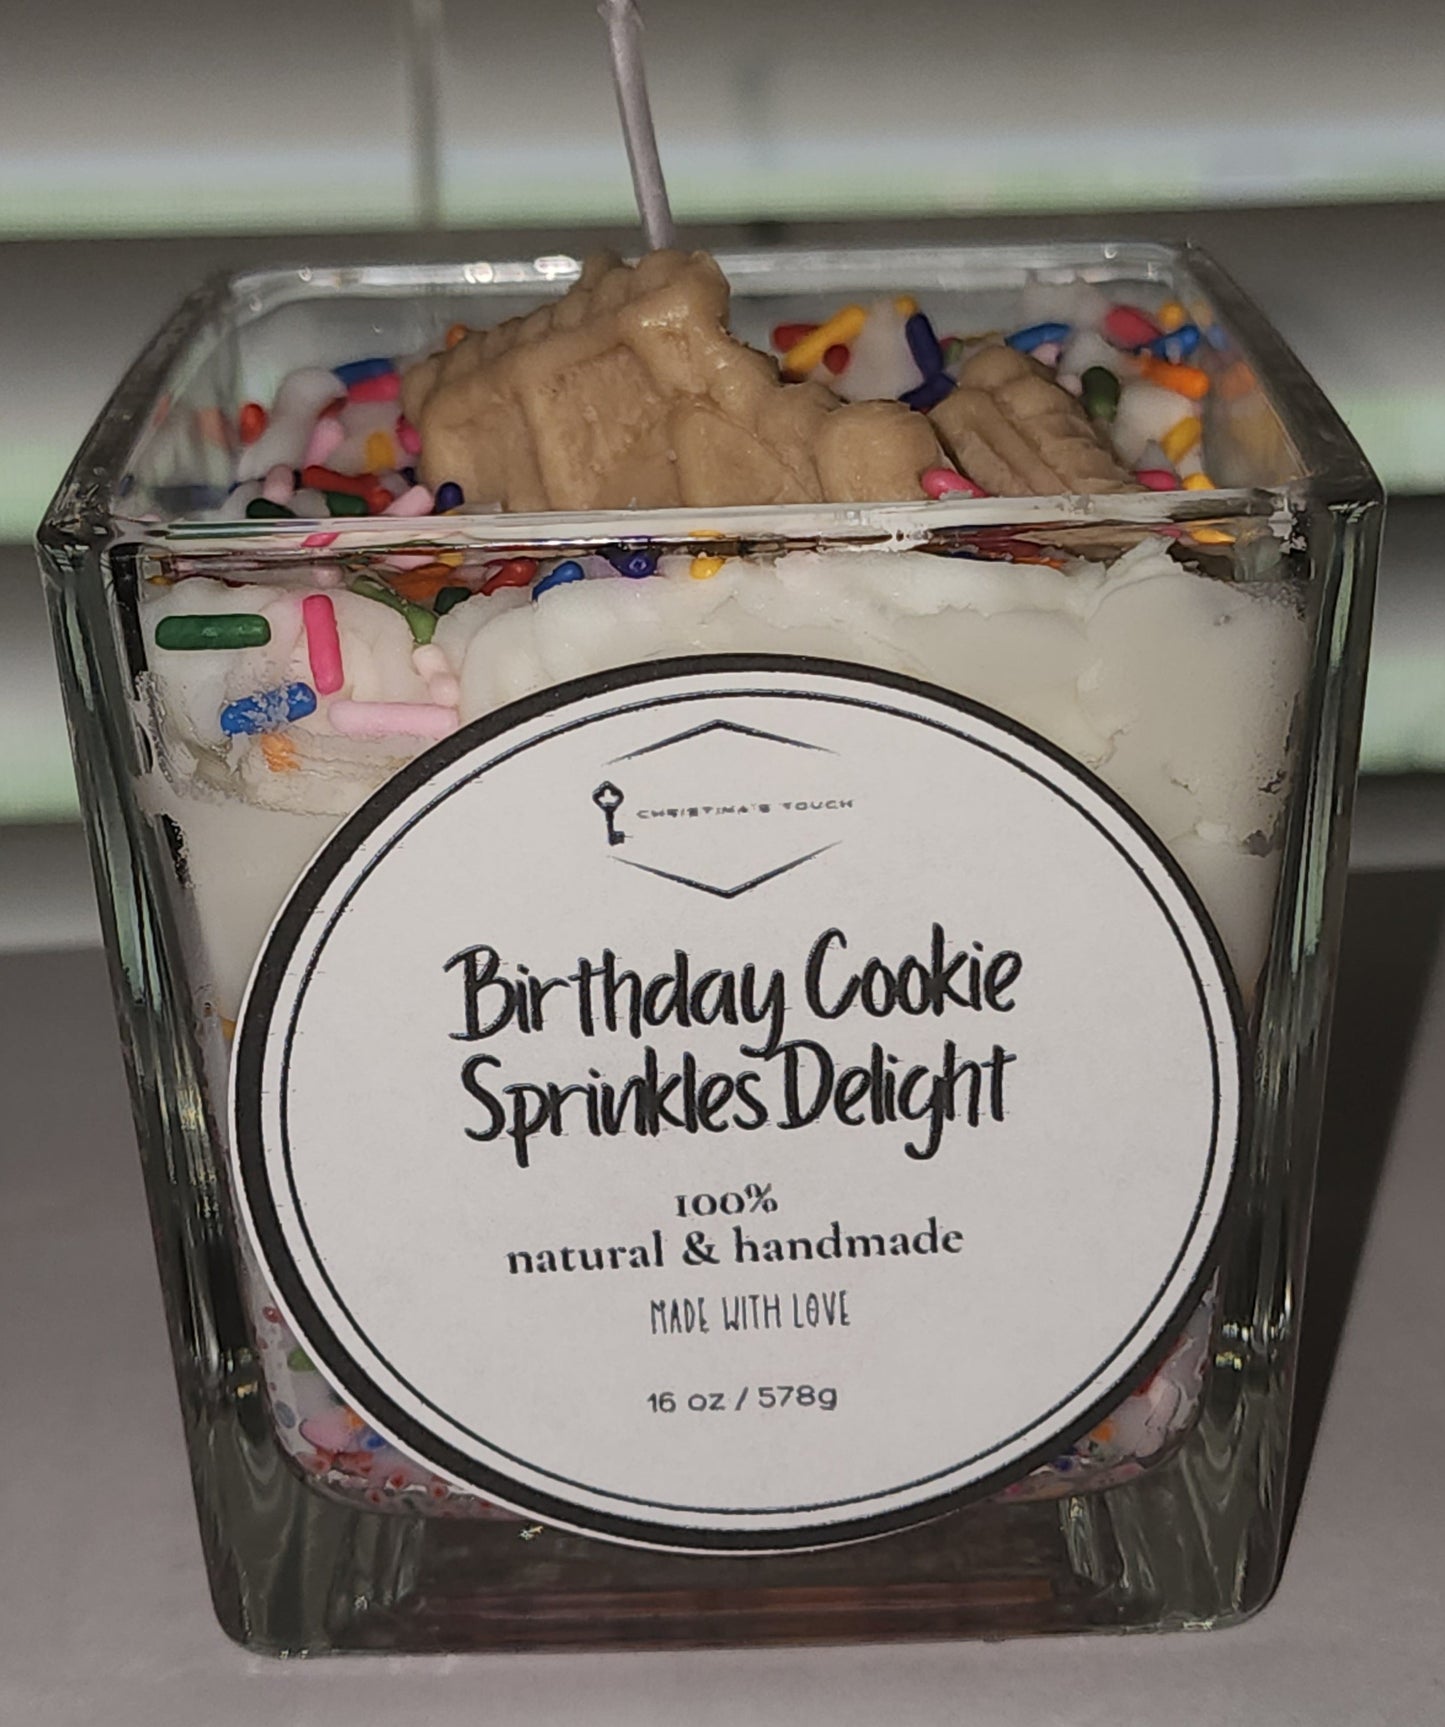 CHRISTINA'S TOUCH
Birthday Cookie
Sprinkles Delight
100%
natural & handmade
MADE WITH LOVE
16 oz / 578g